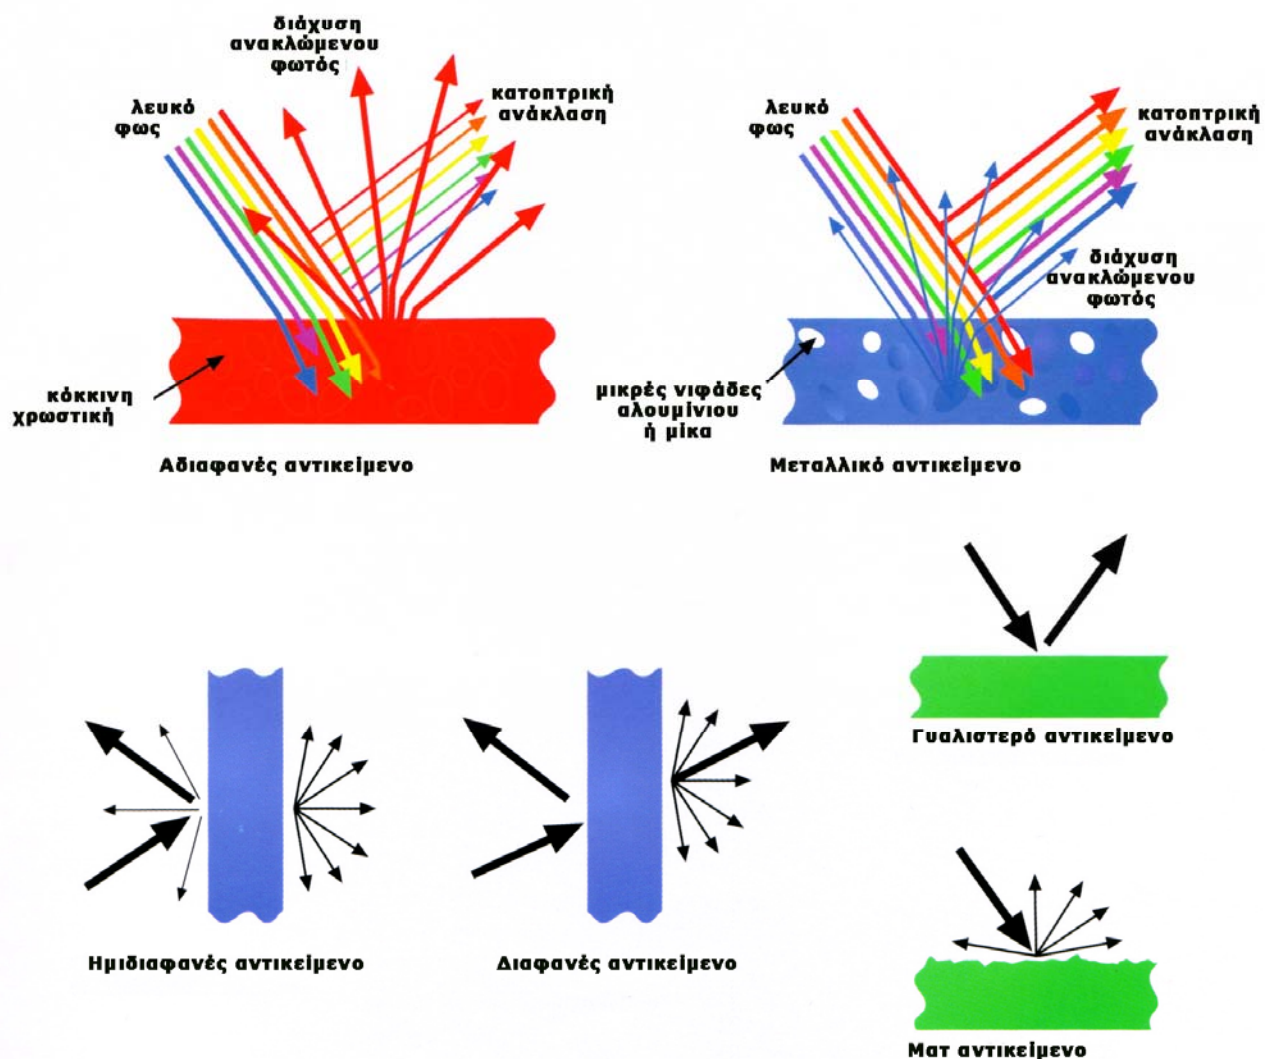 διάχυση
ανακλώμενου
φωτός
λευκό
φως
κατοπτρική
ανάκλαση
κόκκινη
χρωστική
Αδιαφανές αντικείμενο
λευκό
φως
κατοπτρική
ανάκλαση
διάχυση
ανακλώμενου
φωτός
μικρές νιφάδες
αλουμίνιου
ή μίκα
Μεταλλικό αντικείμενο
Γυαλιστερό αντικείμενο
Ημιδιαφανές αντικείμενο
Διαφανές αντικείμενο
Ματ αντικείμενο